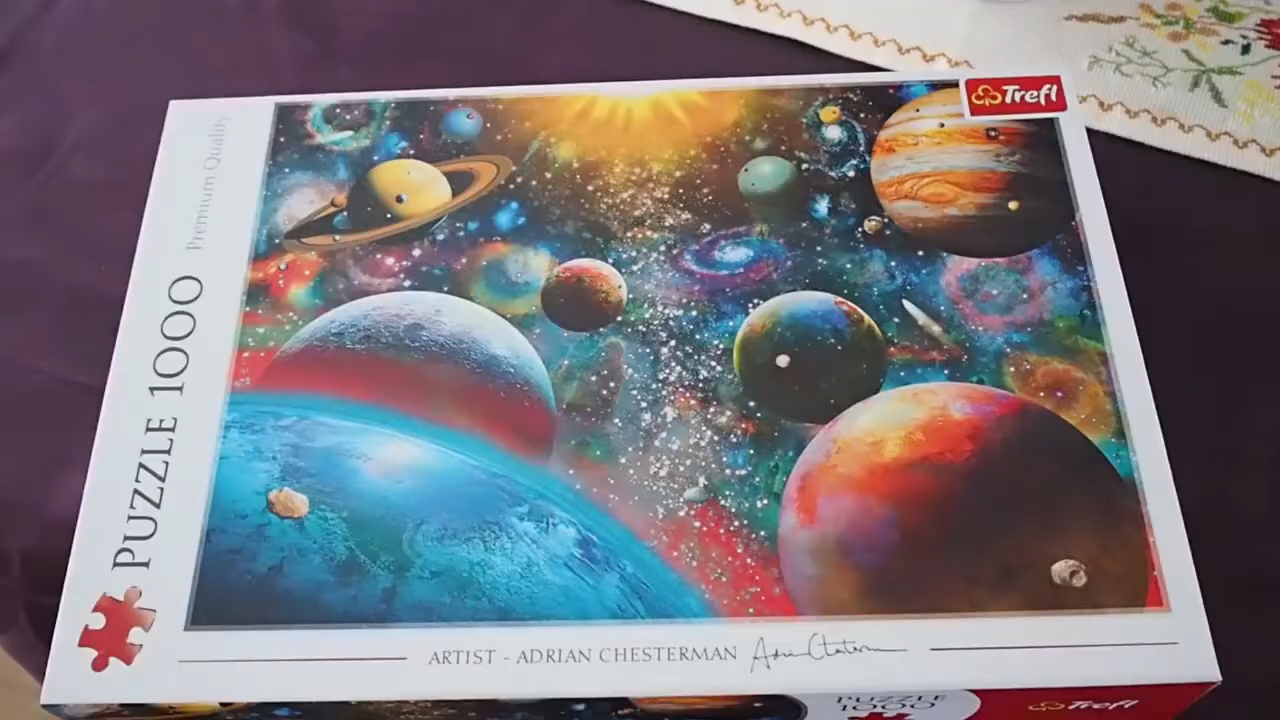 Trefl
Premium Quality
PUZZLE 1000
ARTIST - ADRIAN CHESTERMAN
PUZZLE
1000
Trefl